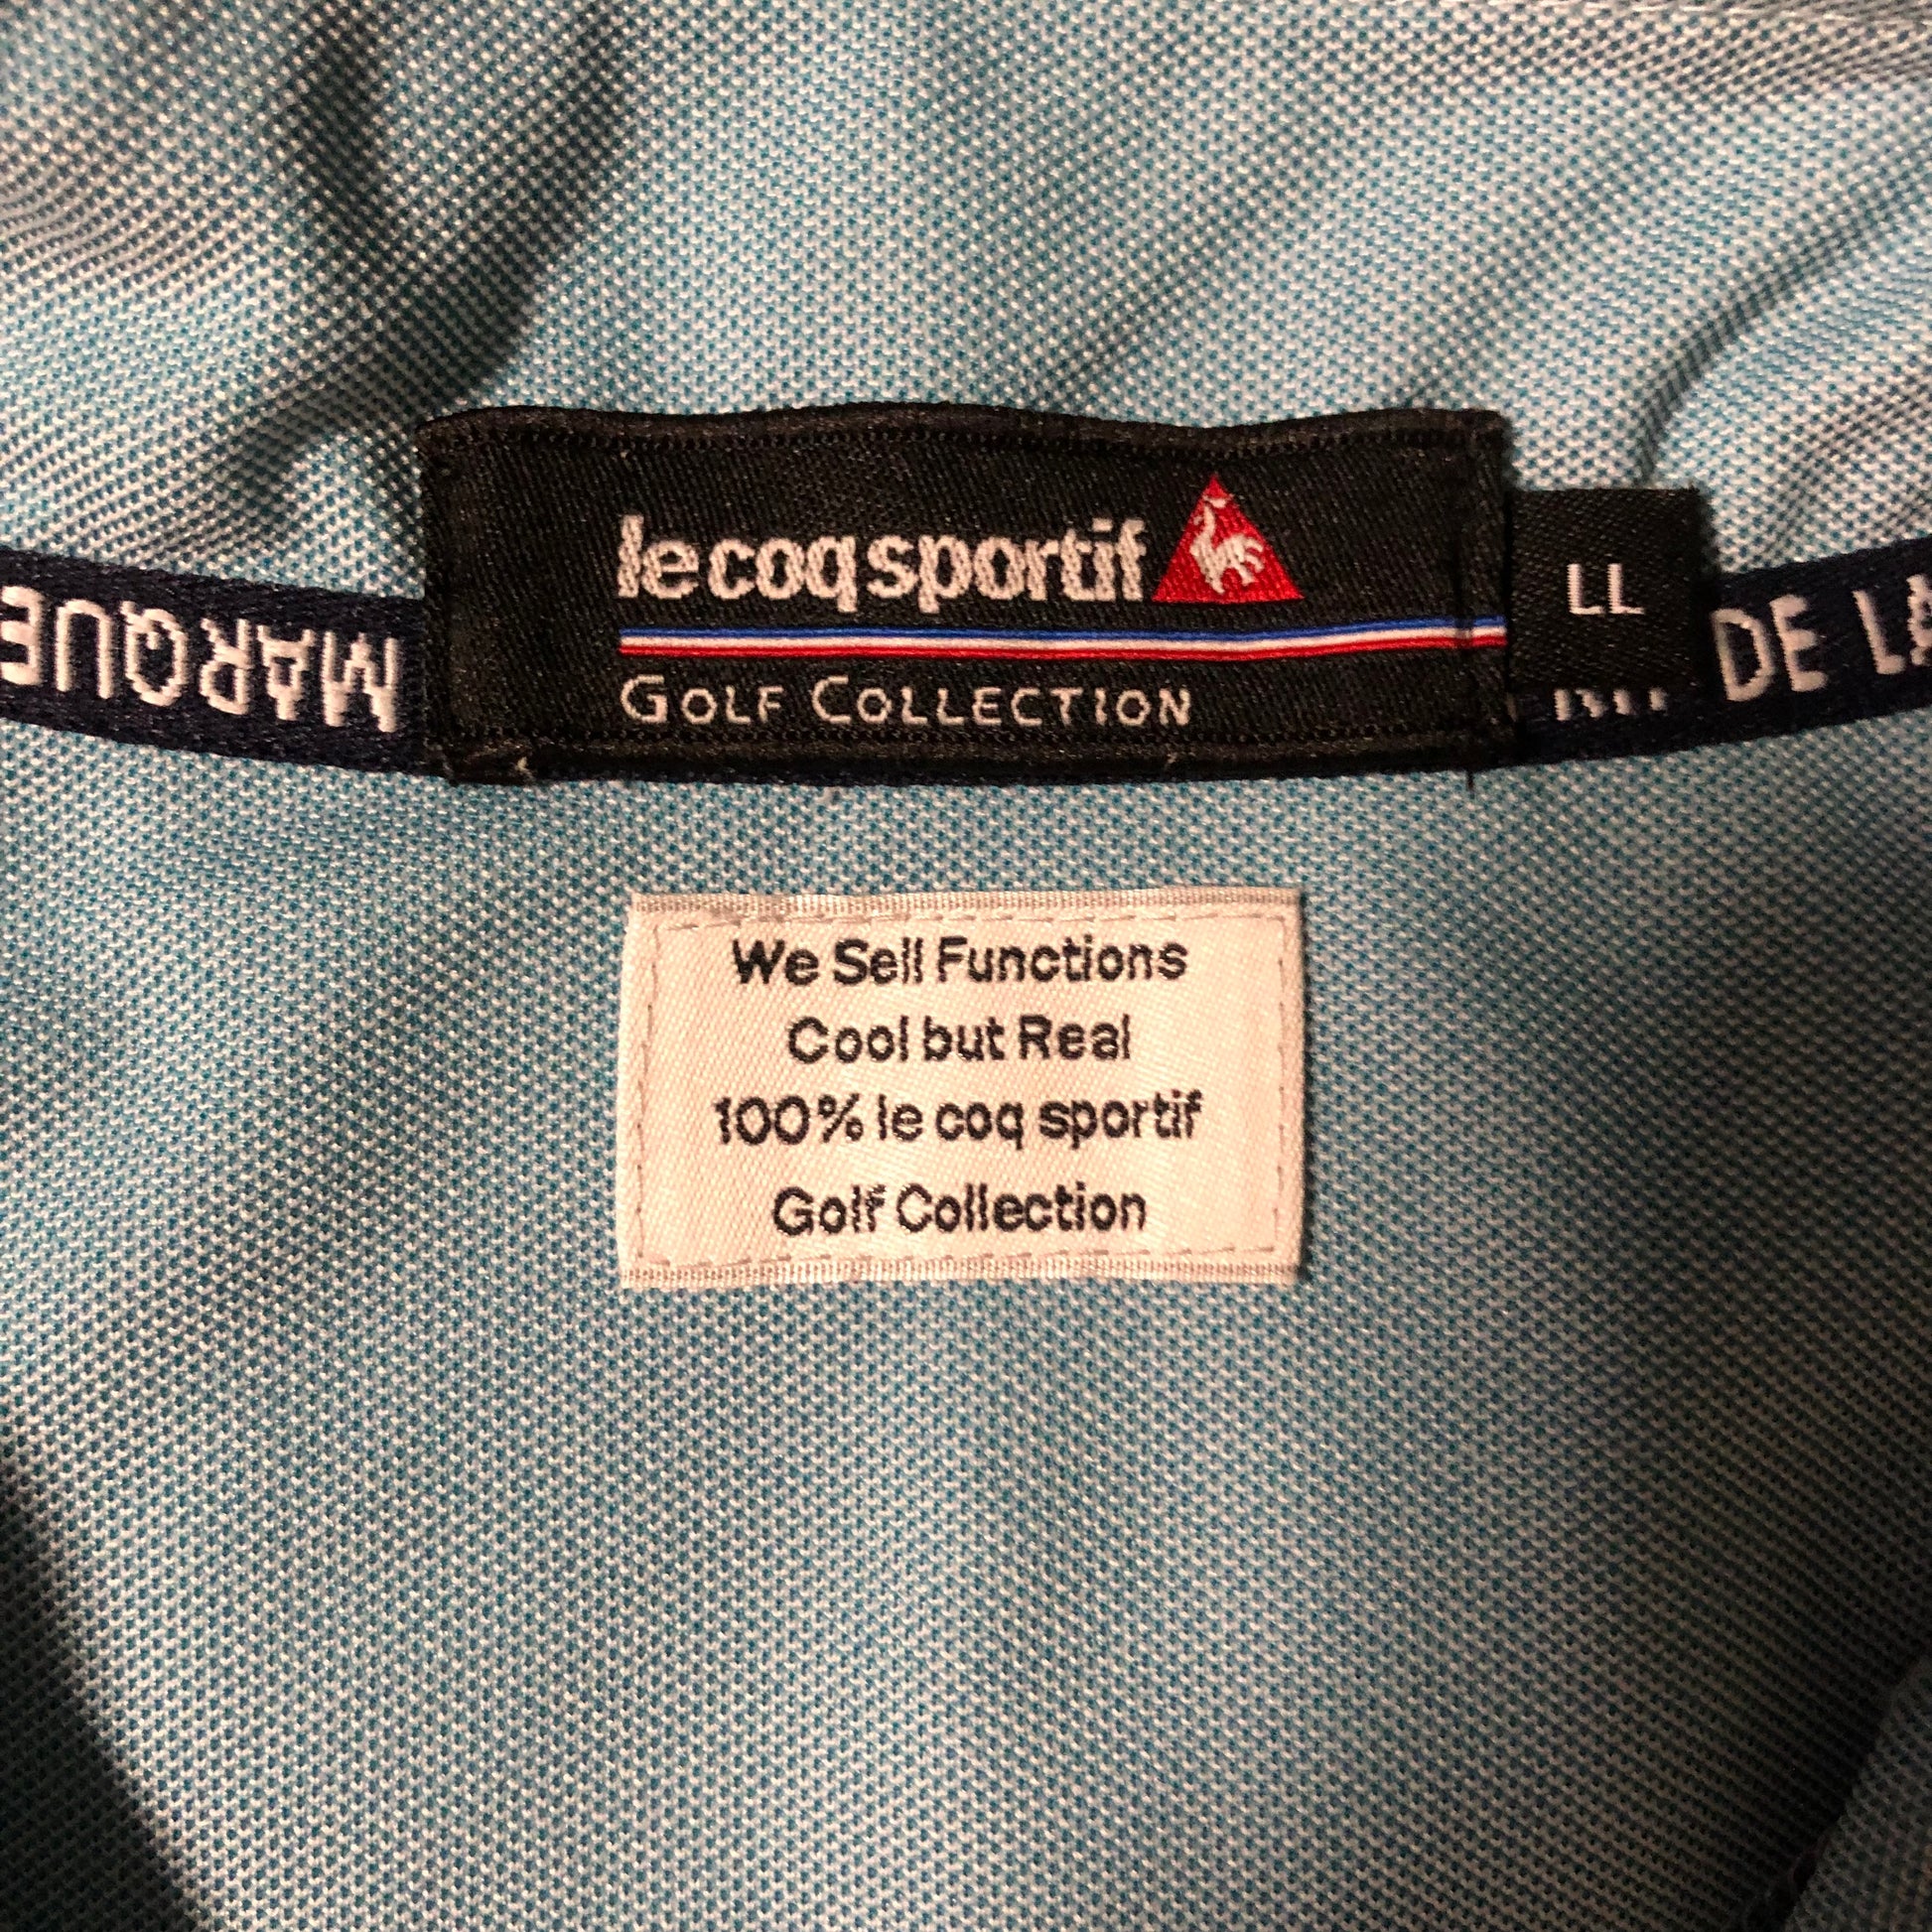 le coq sportif
GOLF COLLECTION
LL
MARQUE
DE LA
We Sell Functions
Cool but Real
100% le coq sportif
Golf Collection